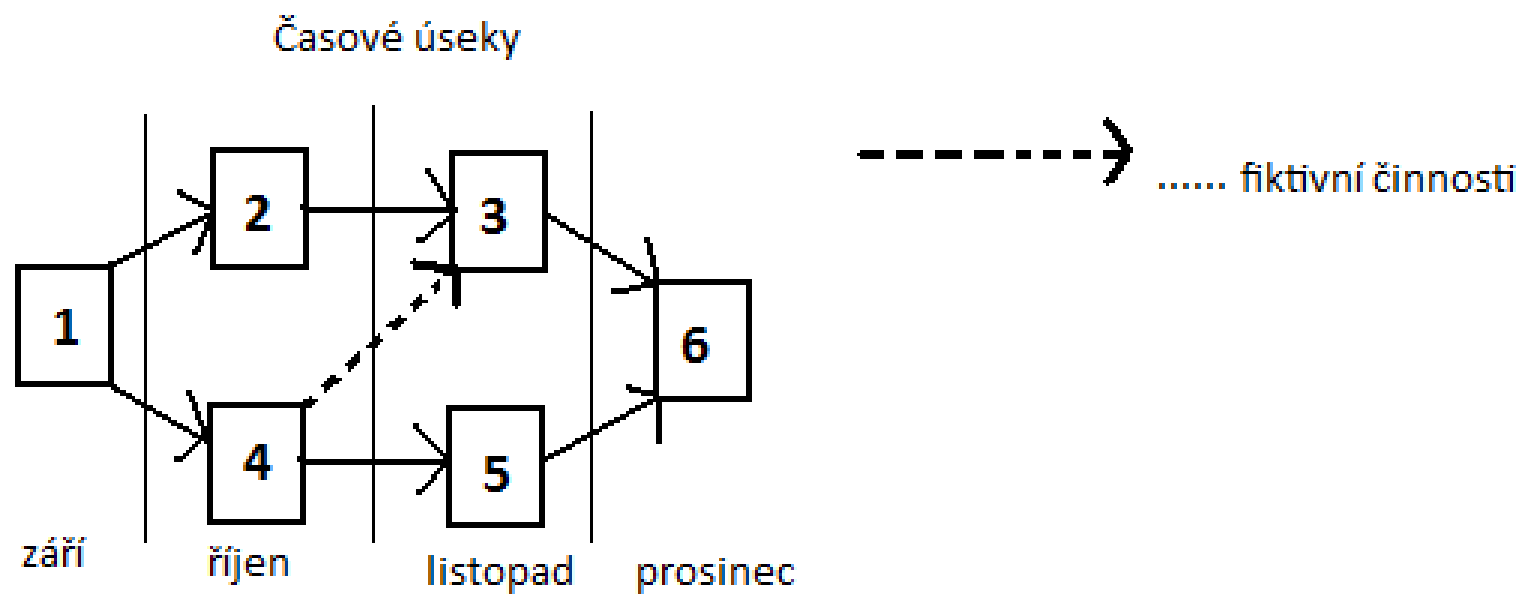 Časové úseky
...... fiktivní činnosti
2
3
1
6
4
5
září
říjen
listopad
prosinec